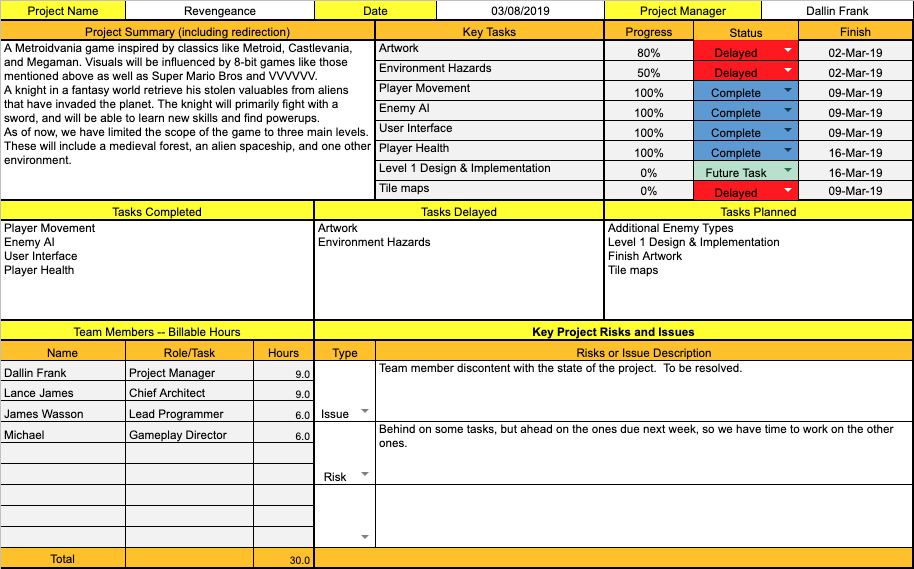 Project Name Revengeance Date 03/08/2019 Project Manager Dallin Frank
Project Summary (including redirection) Key Tasks Progress Status Finish
A Metroidvania game inspired by classics like Metroid, Castlevania,
and Megaman. Visuals will be influenced by 8-bit games like those
mentioned above as well as Super Mario Bros and VVVVVV.
A knight in a fantasy world retrieve his stolen valuables from aliens
that have invaded the planet. The knight will primarily fight with a
sword, and will be able to learn new skills and find powerups.
As of now, we have limited the scope of the game to three main levels.
These will include a medieval forest, an alien spaceship, and one other
environment.
Artwork 80% Delayed 02-Mar-19
Environment Hazards 50% Delayed 02-Mar-19
Player Movement 100% Complete 09-Mar-19
Enemy AI 100% Complete 09-Mar-19
User Interface 100% Complete 09-Mar-19
Player Health 100% Complete 16-Mar-19
Level 1 Design & Implementation 0% Future Task 16-Mar-19
Tile maps 0% Delayed 09-Mar-19
Tasks Completed
Player Movement
Enemy AI
User Interface
Player Health
Tasks Delayed
Artwork
Environment Hazards
Tasks Planned
Additional Enemy Types
Level 1 Design & Implementation
Finish Artwork
Tile maps
Team Members -- Billable Hours
Name Role/Task Hours
Dallin Frank Project Manager 9.0
Lance James Chief Architect 9.0
James Wasson Lead Programmer 6.0
Michael Gameplay Director 6.0
Total 30.0
Key Project Risks and Issues
Type Risks or Issue Description
Issue Team member discontent with the state of the project. To be resolved.
Risk Behind on some tasks, but ahead on the ones due next week, so we have time to work on the other
ones.